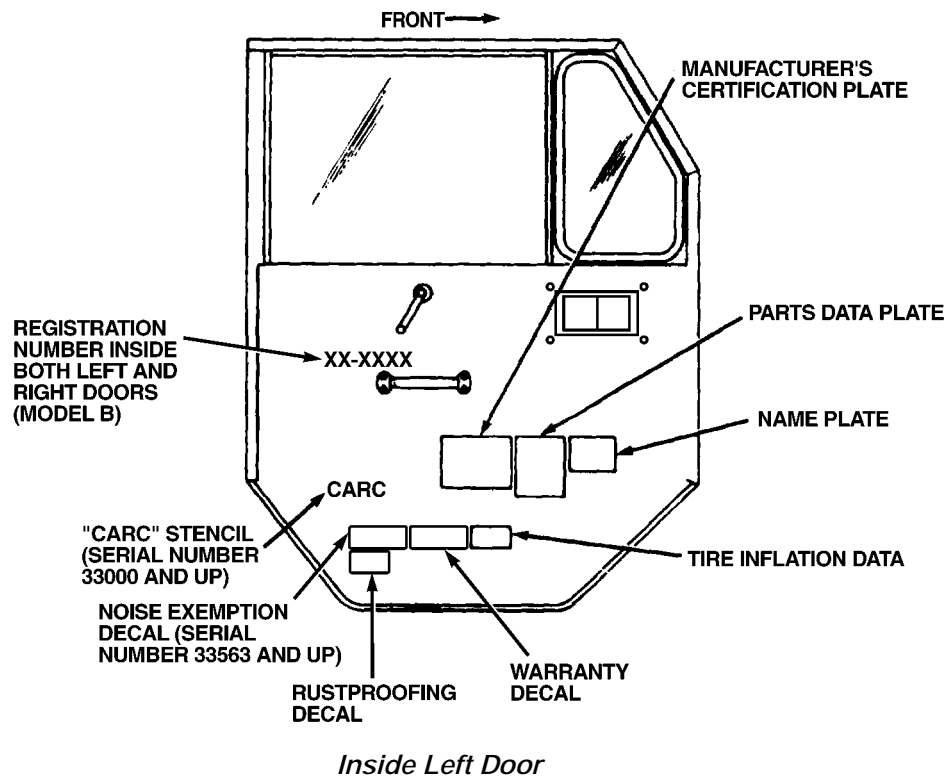 FRONT
MANUFACTURER'S
CERTIFICATION PLATE
REGISTRATION
NUMBER INSIDE
BOTH LEFT AND
RIGHT DOORS
(MODEL B)
XX-XXXX
PARTS DATA PLATE
NAME PLATE
CARC
"CARC" STENCIL
(SERIAL NUMBER
33000 AND UP)
TIRE INFLATION DATA
NOISE EXEMPTION
DECAL (SERIAL
NUMBER 33563 AND UP)
RUSTPROOFING
DECAL
WARRANTY
DECAL
Inside Left Door